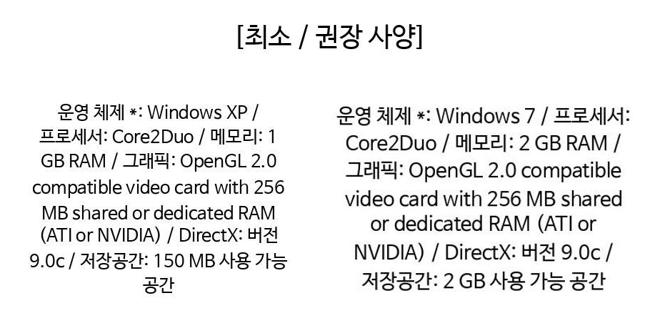 [최소 / 권장 사양]
운영 체제 *: Windows XP /
프로세서: Core2Duo / 메모리: 1
GB RAM / 그래픽: OpenGL 2.0
compatible video card with 256
MB shared or dedicated RAM
(ATI or NVIDIA) / DirectX: 버전
9.0c / 저장공간: 150 MB 사용 가능
공간
운영 체제 *: Windows 7 / 프로세서:
Core2Duo / 메모리: 2 GB RAM /
그래픽: OpenGL 2.0 compatible
video card with 256 MB shared
or dedicated RAM (ATI or
NVIDIA) / DirectX: 버전 9.0c /
저장공간: 2 GB 사용 가능 공간